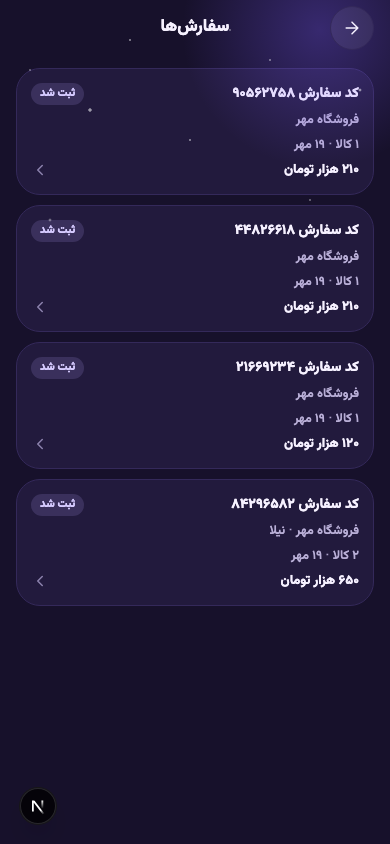 سفارش‌ها
کد سفارش ۹۰۵۶۲۷۵۸
ثبت شد
فروشگاه مهر
۱ کالا · ۱۹ مهر
۲۱۰ هزار تومان
کد سفارش ۴۴۸۲۶۶۱۸
ثبت شد
فروشگاه مهر
۱ کالا · ۱۹ مهر
۲۱۰ هزار تومان
کد سفارش ۲۱۶۶۹۲۳۴
ثبت شد
فروشگاه مهر
۱ کالا · ۱۹ مهر
۱۲۰ هزار تومان
کد سفارش ۸۴۲۹۶۵۸۲
ثبت شد
فروشگاه مهر · نیلا
۲ کالا · ۱۹ مهر
۶۵۰ هزار تومان
N